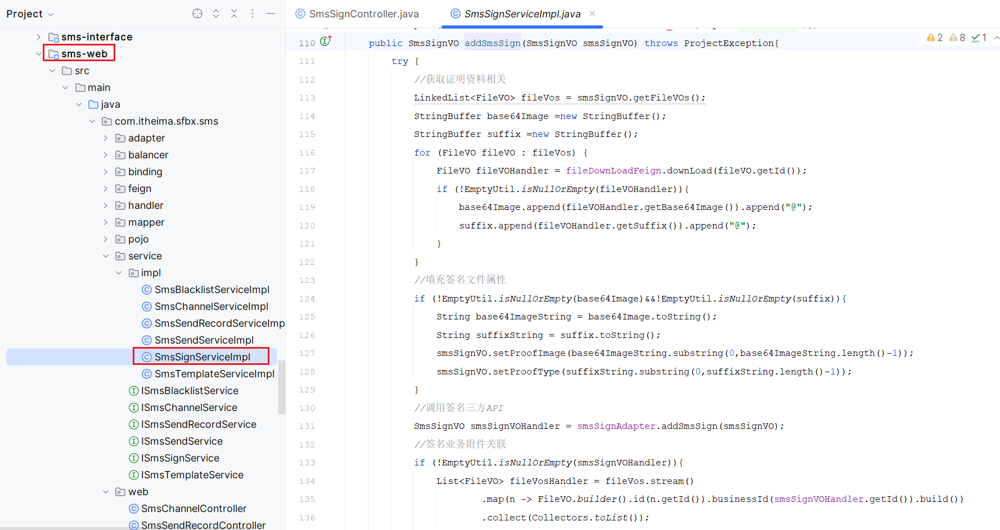 Project
sms-interface
sms-web
src
main
java
com.itheima.sfbx.sms
adapter
balancer
binding
feign
handler
mapper
pojo
service
impl
SmsBlacklistServiceImpl
SmsChannelServiceImpl
SmsSendRecordServiceImp
SmsSendServiceImpl
SmsSignServiceImpl
SmsTemplateServiceImpl
ISmsBlacklistService
ISmsChannelService
ISmsSendRecordService
ISmsSendService
ISmsSignService
ISmsTemplateService
web
SmsChannelController
SmsSendRecordController
SmsSignController.java
SmsSignServiceImpl.java
2 8 1
110 public SmsSignVO addSmsSign(SmsSignVO smsSignVO) throws ProjectException{
111 try {
112 //获取证明资料相关
113 LinkedList<FileVO> fileVos = smsSignVO.getFileVOs();
114 StringBuffer base64Image =new StringBuffer();
115 StringBuffer suffix =new StringBuffer();
116 for (FileVO fileVO : fileVos) {
117 FileVO fileVOHandler = fileDownLoadFeign.downLoad(fileVO.getId());
118 if (!EmptyUtil.isNullOrEmpty(fileVOHandler)){
119 base64Image.append(fileVOHandler.getBase64Image()).append("@");
120 suffix.append(fileVOHandler.getSuffix()).append("@");
121 }
122 }
123 //填充签名文件属性
124 if (!EmptyUtil.isNullOrEmpty(base64Image)&&!EmptyUtil.isNullOrEmpty(suffix)){
125 String base64ImageString = base64Image.toString();
126 String suffixString = suffix.toString();
127 smsSignVO.setProofImage(base64ImageString.substring(0,base64ImageString.length()-1));
128 smsSignVO.setProofType(suffixString.substring(0,suffixString.length()-1));
129 }
130 //调用签名三方API
131 SmsSignVO smsSignVOHandler = smsSignAdapter.addSmsSign(smsSignVO);
132 //签名业务附件关联
133 if (!EmptyUtil.isNullOrEmpty(smsSignVOHandler)){
134 List<FileVO> fileVosHandler = fileVos.stream()
135 .map(n -> FileVO.builder().id(n.getId()).businessId(smsSignVOHandler.getId()).build())
136 .collect(Collectors.toList());